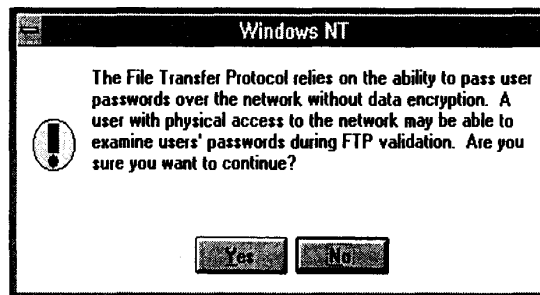 Windows NT
The File Transfer Protocol relies on the ability to pass user
passwords over the network without data encryption.  A
user with physical access to the network may be able to
examine users' passwords during FTP validation.  Are you
sure you want to continue?
Yes
No